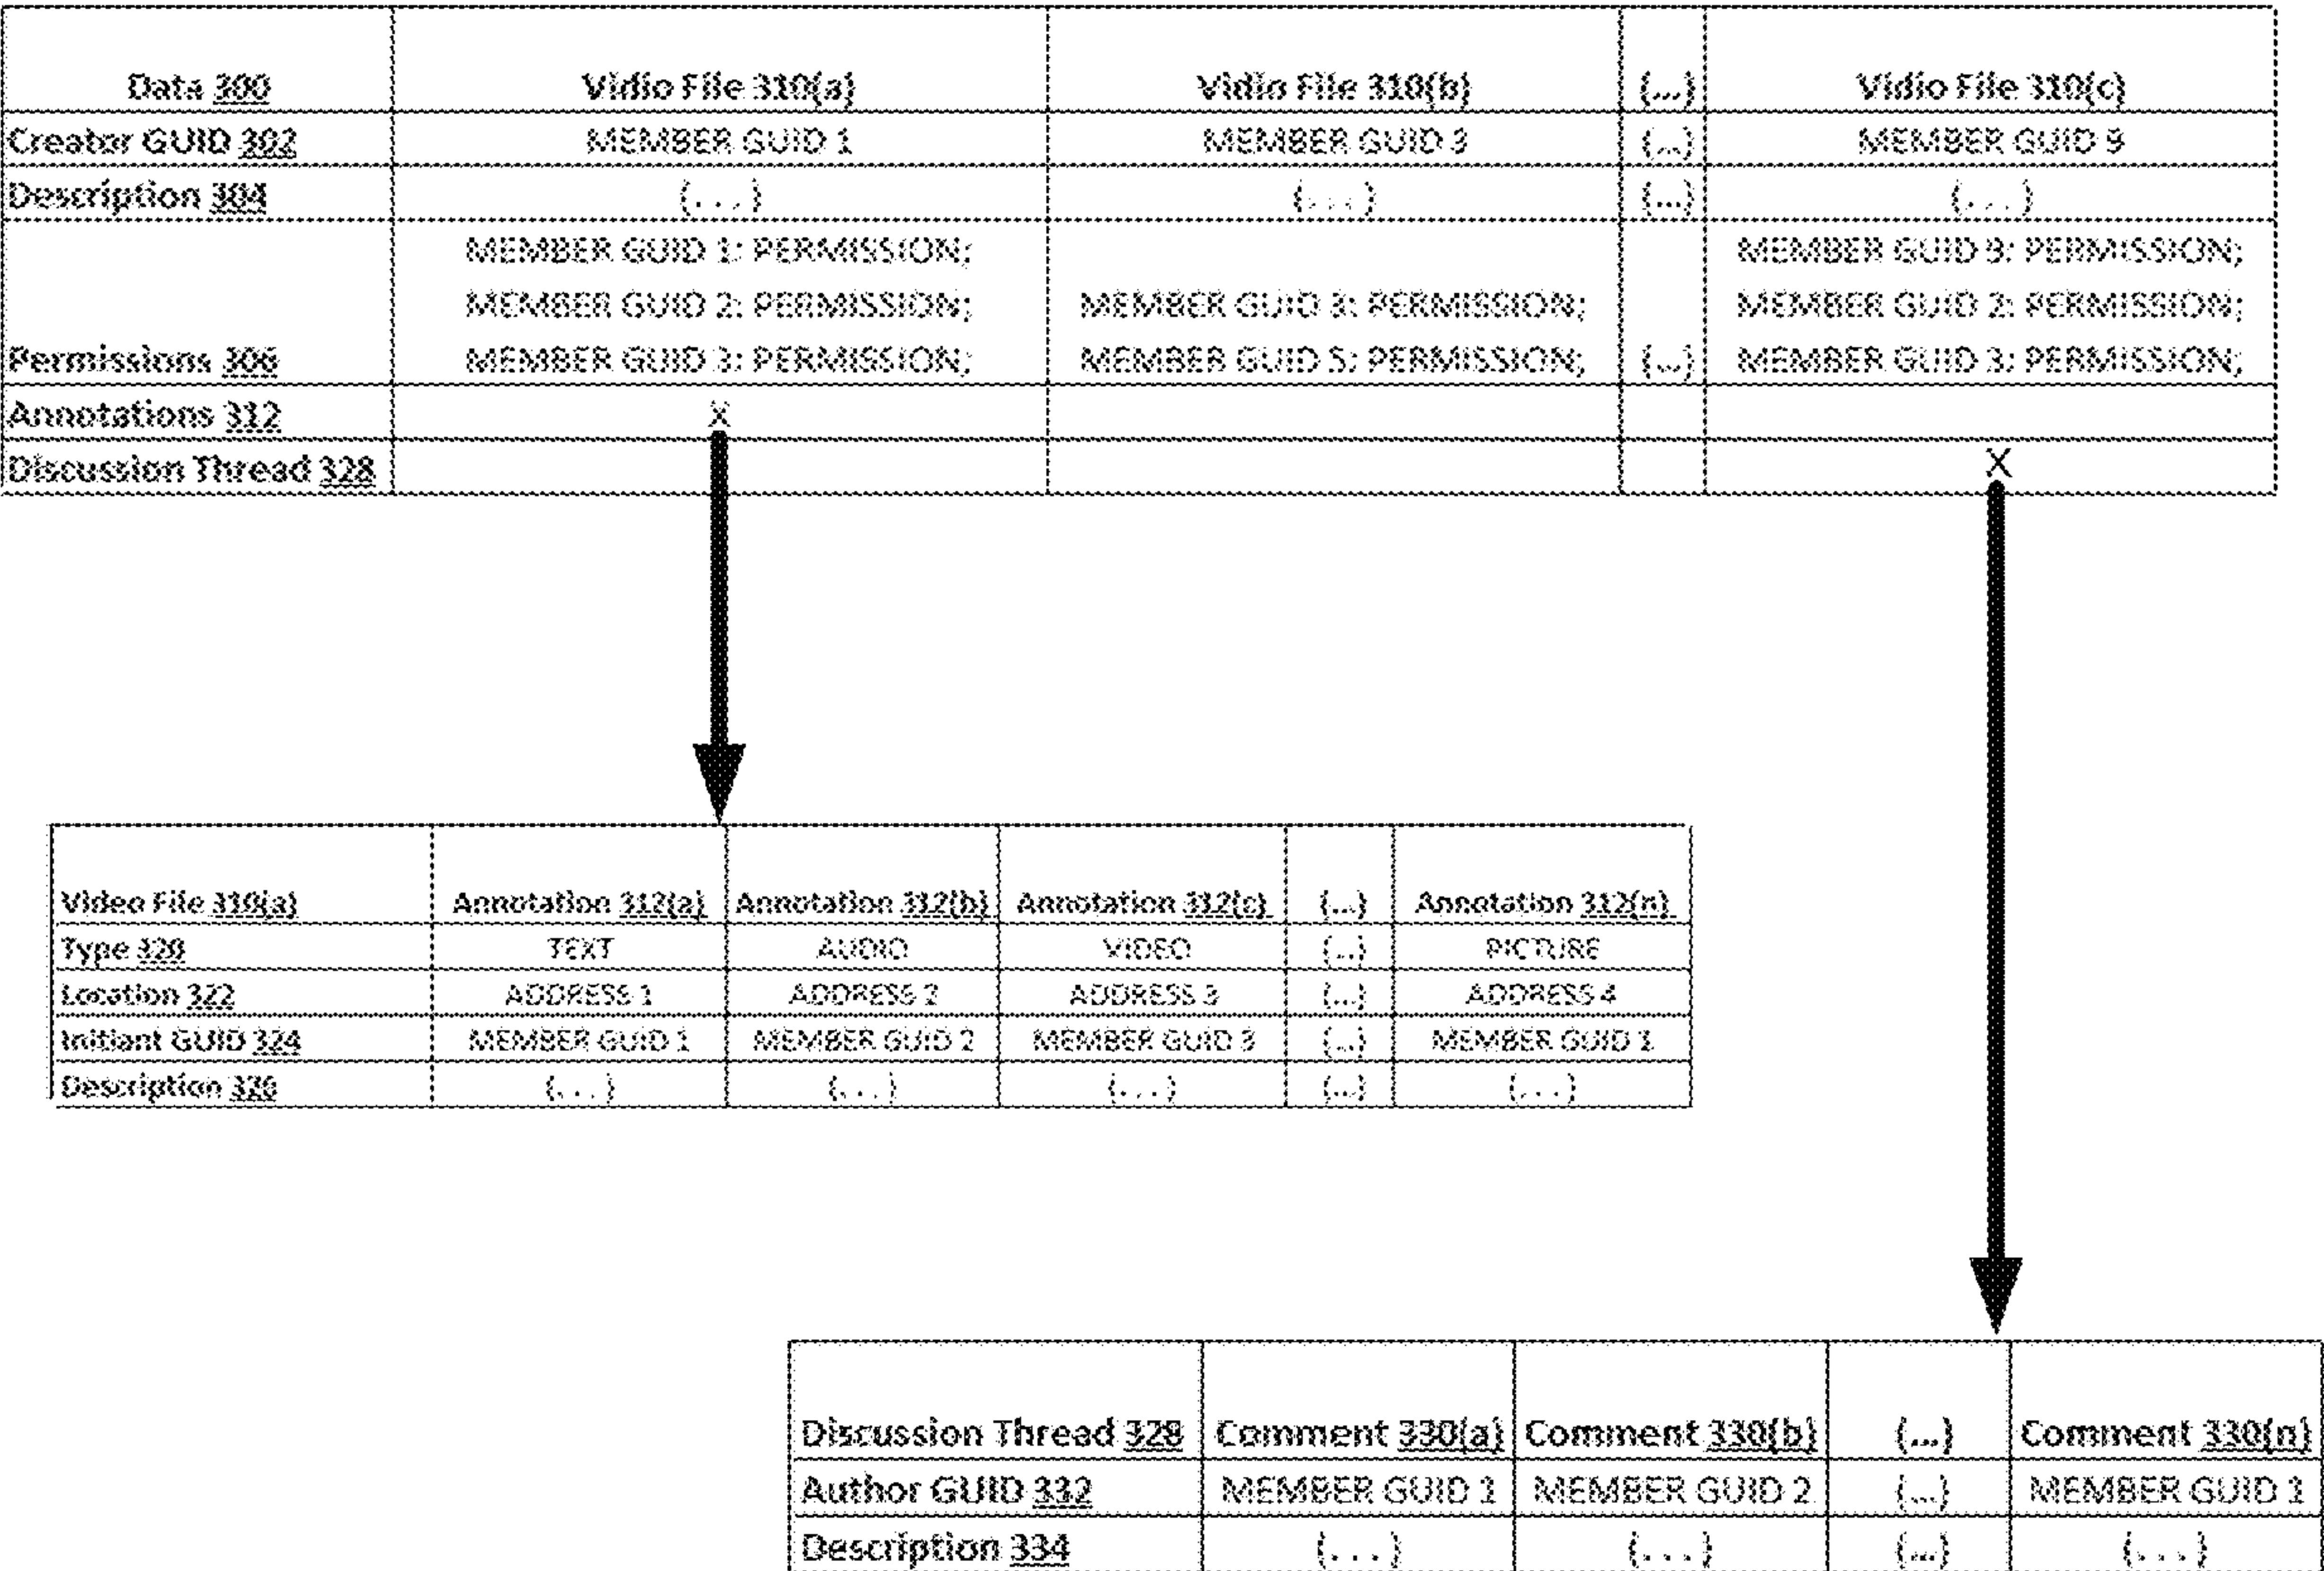 Data 300 Vidio File 310(a) Vidio File 310(b) (...) Vidio File 310(c)
Creator GUID 302 MEMBER GUID 1 MEMBER GUID 3 (...) MEMBER GUID 9
Description 304 (...) (...) (...) (...)
MEMBER GUID 1: PERMISSION; MEMBER GUID 9: PERMISSION;
MEMBER GUID 2: PERMISSION; MEMBER GUID 3: PERMISSION; MEMBER GUID 2: PERMISSION;
Permissions 306 MEMBER GUID 3: PERMISSION; MEMBER GUID 5: PERMISSION; (...) MEMBER GUID 3: PERMISSION;
Annotations 312 X
Discussion Thread 328 X
Video File 310(a) Annotation 312(a) Annotation 312(b) Annotation 312(c) (...) Annotation 312(n)
Type 320 TEXT AUDIO VIDEO (...) PICTURE
Location 322 ADDRESS 1 ADDRESS 2 ADDRESS 3 (...) ADDRESS 4
Initiant GUID 324 MEMBER GUID 1 MEMBER GUID 2 MEMBER GUID 3 (...) MEMBER GUID 1
Description 326 (...) (...) (...) (...) (...)
Discussion Thread 328 Comment 330(a) Comment 330(b) (...) Comment 330(n)
Author GUID 332 MEMBER GUID 1 MEMBER GUID 2 (...) MEMBER GUID 1
Description 334 (...) (...) (...) (...)